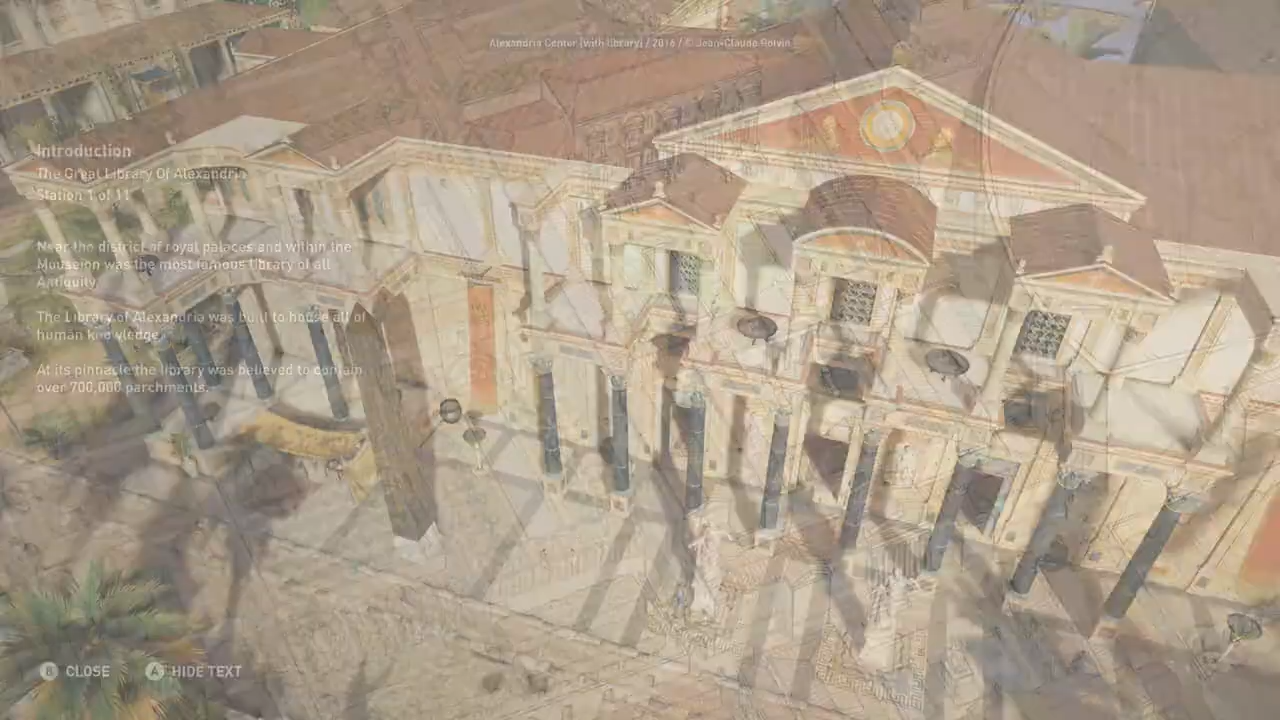 Alexandria Center (with library) / 2016 / © Jean-Claude Golvin
Introduction
The Great Library Of Alexandria
Station 1 of 11
Near the district of royal palaces and within the
Mouseion was the most famous library of all
Antiquity.
The Library of Alexandria was built to house all of
human knowledge.
At its pinnacle the library was believed to contain
over 700,000 parchments.
B CLOSE
A HIDE TEXT